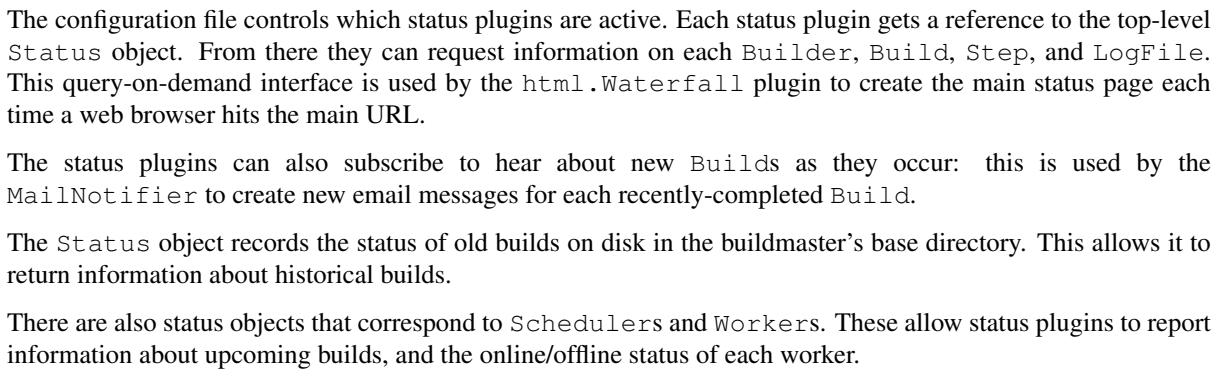 The configuration file controls which status plugins are active. Each status plugin gets a reference to the top-level
Status object. From there they can request information on each Builder, Build, Step, and LogFile.
This query-on-demand interface is used by the html.Waterfall plugin to create the main status page each
time a web browser hits the main URL.
The status plugins can also subscribe to hear about new Builds as they occur: this is used by the
MailNotifier to create new email messages for each recently-completed Build.
The Status object records the status of old builds on disk in the buildmaster's base directory. This allows it to
return information about historical builds.
There are also status objects that correspond to Schedulers and Workers. These allow status plugins to report
information about upcoming builds, and the online/offline status of each worker.